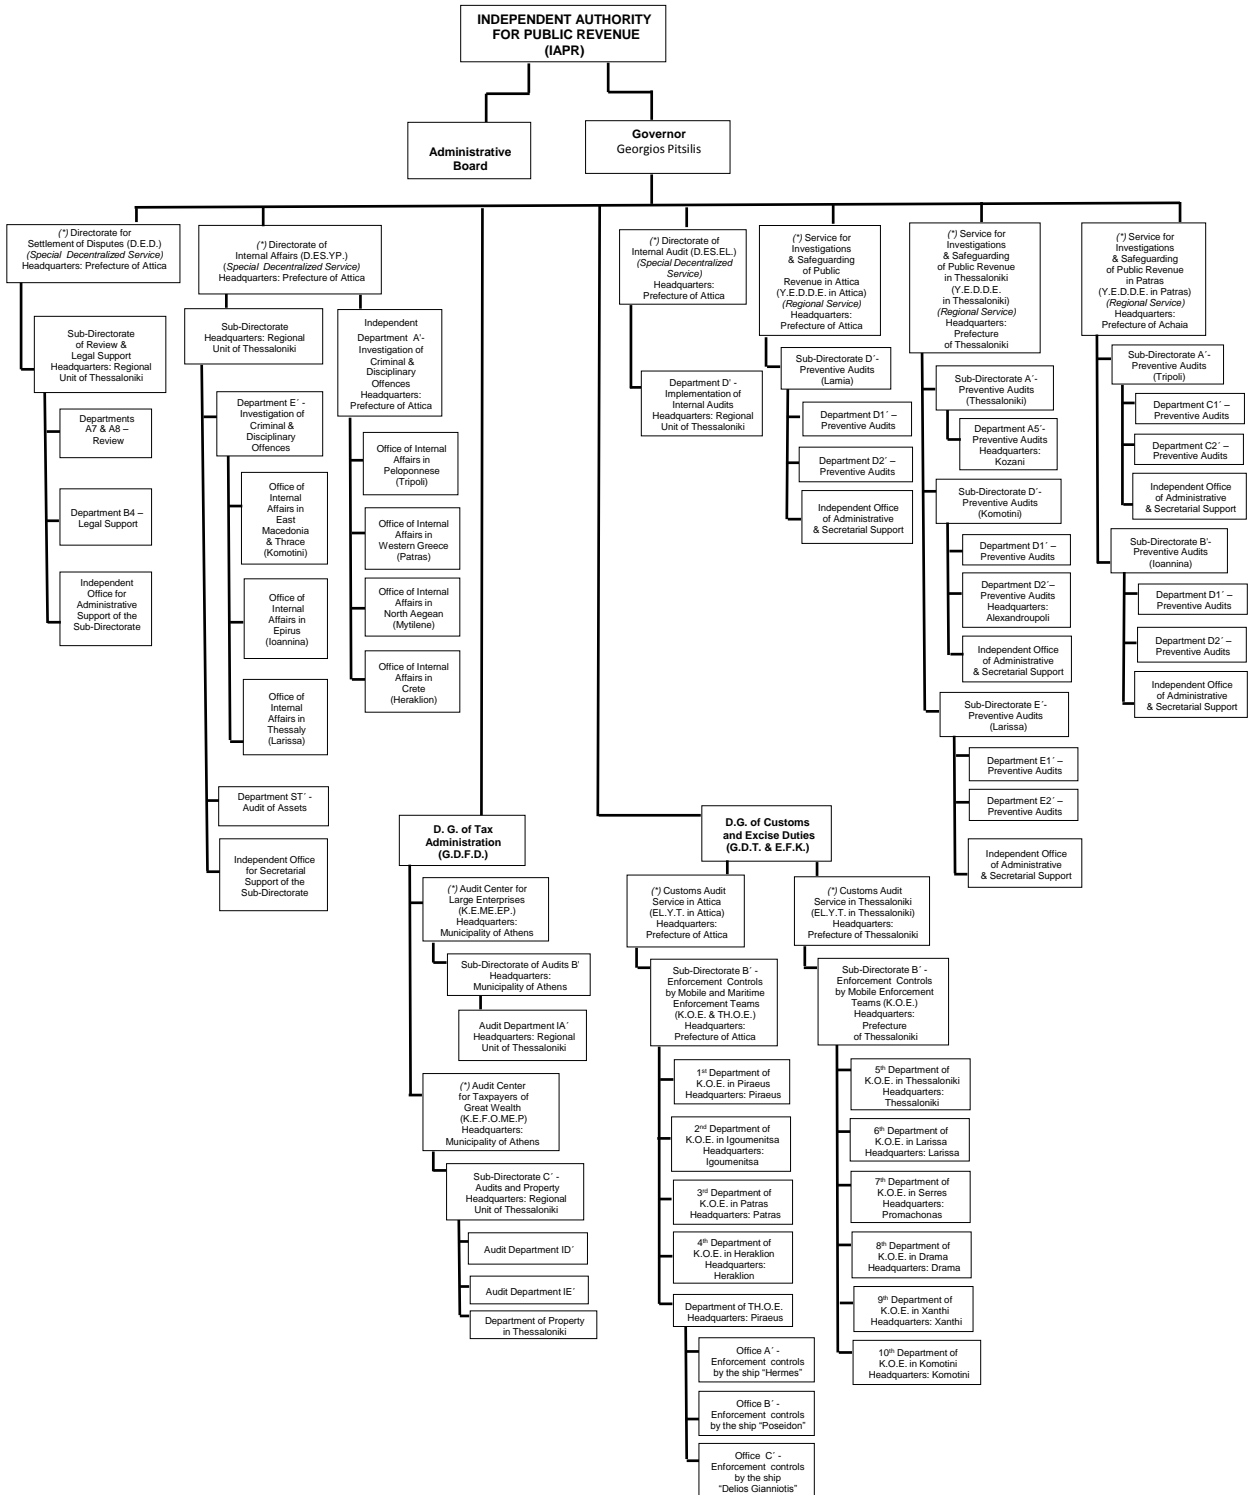 INDEPENDENT AUTHORITY
FOR PUBLIC REVENUE
(IAPR)
Administrative
Board
Governor
Georgios Pitsilis
(*) Directorate for
Settlement of Disputes (D.E.D.)
(Special Decentralized Service)
Headquarters: Prefecture of Attica
Sub-Directorate
of Review &
Legal Support
Headquarters: Regional
Unit of Thessaloniki
Departments
A7 & A8 –
Review
Department B4 –
Legal Support
Independent
Office for
Administrative
Support of the
Sub-Directorate
(*) Directorate of
Internal Affairs (D.ES.YP.)
(Special Decentralized Service)
Headquarters: Prefecture of Attica
Sub-Directorate
Headquarters: Regional
Unit of Thessaloniki
Department E΄ -
Investigation of
Criminal &
Disciplinary
Offences
Office of
Internal
Affairs in
East
Macedonia
& Thrace
(Komotini)
Office of
Internal
Affairs in
Epirus
(Ioannina)
Office of
Internal
Affairs in
Thessaly
(Larissa)
Department ST΄ -
Audit of Assets
Independent Office
for Secretarial
Support of the
Sub-Directorate
Independent
Department A΄-
Investigation of
Criminal &
Disciplinary
Offences
Headquarters:
Prefecture of Attica
Office of Internal
Affairs in
Peloponnese
(Tripoli)
Office of Internal
Affairs in
Western Greece
(Patras)
Office of Internal
Affairs in
North Aegean
(Mytilene)
Office of Internal
Affairs in
Crete
(Heraklion)
D. G. of Tax
Administration
(G.D.F.D.)
(*) Audit Center for
Large Enterprises
(K.E.ME.EP.)
Headquarters:
Municipality of Athens
Sub-Directorate of Audits B'
Headquarters:
Municipality of Athens
Audit Department IA΄
Headquarters: Regional
Unit of Thessaloniki
(*) Audit Center
for Taxpayers of
Great Wealth
(K.E.F.O.ME.P)
Headquarters:
Municipality of Athens
Sub-Directorate C΄ -
Audits and Property
Headquarters: Regional
Unit of Thessaloniki
Audit Department ID΄
Audit Department IE΄
Department of Property
in Thessaloniki
D.G. of Customs
and Excise Duties
(G.D.T. & E.F.K.)
(*) Customs Audit
Service in Attica
(EL.Y.T. in Attica)
Headquarters:
Prefecture of Attica
Sub-Directorate B΄ -
Enforcement Controls
by Mobile and Maritime
Enforcement Teams
(K.O.E. & TH.O.E.)
Headquarters:
Prefecture of Attica
1st Department of
K.O.E. in Piraeus
Headquarters: Piraeus
2nd Department of
K.O.E. in Igoumenitsa
Headquarters:
Igoumenitsa
3rd Department of
K.O.E. in Patras
Headquarters: Patras
4th Department of
K.O.E. in Heraklion
Headquarters:
Heraklion
Department of TH.O.E.
Headquarters: Piraeus
Office A΄ -
Enforcement controls
by the ship “Hermes”
Office B΄ -
Enforcement controls
by the ship “Poseidon”
Office C΄ -
Enforcement controls
by the ship
“Delios Gianniotis”
(*) Customs Audit
Service in Thessaloniki
(EL.Y.T. in Thessaloniki)
Headquarters:
Prefecture of Thessaloniki
Sub-Directorate B΄ -
Enforcement Controls
by Mobile Enforcement
Teams (K.O.E.)
Headquarters:
Prefecture
of Thessaloniki
5th Department of
K.O.E. in Thessaloniki
Headquarters:
Thessaloniki
6th Department of
K.O.E. in Larissa
Headquarters: Larissa
7th Department of
K.O.E. in Serres
Headquarters:
Promachonas
8th Department of
K.O.E. in Drama
Headquarters: Drama
9th Department of
K.O.E. in Xanthi
Headquarters: Xanthi
10th Department of
K.O.E. in Komotini
Headquarters: Komotini
(*) Directorate of
Internal Audit (D.ES.EL.)
(Special Decentralized
Service)
Headquarters:
Prefecture of Attica
Department D' -
Implementation of
Internal Audits
Headquarters: Regional
Unit of Thessaloniki
(*) Service for
Investigations
& Safeguarding
of Public
Revenue in Attica
(Y.E.D.D.E. in Attica)
(Regional Service)
Headquarters:
Prefecture of Attica
Sub-Directorate D΄-
Preventive Audits
(Lamia)
Department D1΄ –
Preventive Audits
Department D2΄ –
Preventive Audits
Independent Office
of Administrative
& Secretarial Support
(*) Service for
Investigations
& Safeguarding
of Public Revenue
in Thessaloniki
(Y.E.D.D.E.
in Thessaloniki)
(Regional Service)
Headquarters:
Prefecture
of Thessaloniki
Sub-Directorate A΄-
Preventive Audits
(Thessaloniki)
Department A5΄-
Preventive Audits
Headquarters:
Kozani
Sub-Directorate D΄-
Preventive Audits
(Komotini)
Department D1΄ –
Preventive Audits
Department D2΄–
Preventive Audits
Headquarters:
Alexandroupoli
Independent Office
of Administrative
& Secretarial Support
Sub-Directorate E΄-
Preventive Audits
(Larissa)
Department E1΄ –
Preventive Audits
Department E2΄ –
Preventive Audits
Independent Office
of Administrative
& Secretarial Support
(*) Service for
Investigations
& Safeguarding
of Public Revenue
in Patras
(Y.E.D.D.E. in Patras)
(Regional Service)
Headquarters:
Prefecture of Achaia
Sub-Directorate A΄-
Preventive Audits
(Tripoli)
Department C1΄ –
Preventive Audits
Department C2΄ –
Preventive Audits
Independent Office
of Administrative
& Secretarial Support
Sub-Directorate B'-
Preventive Audits
(Ioannina)
Department D1΄ –
Preventive Audits
Department D2΄ –
Preventive Audits
Independent Office
of Administrative
& Secretarial Support